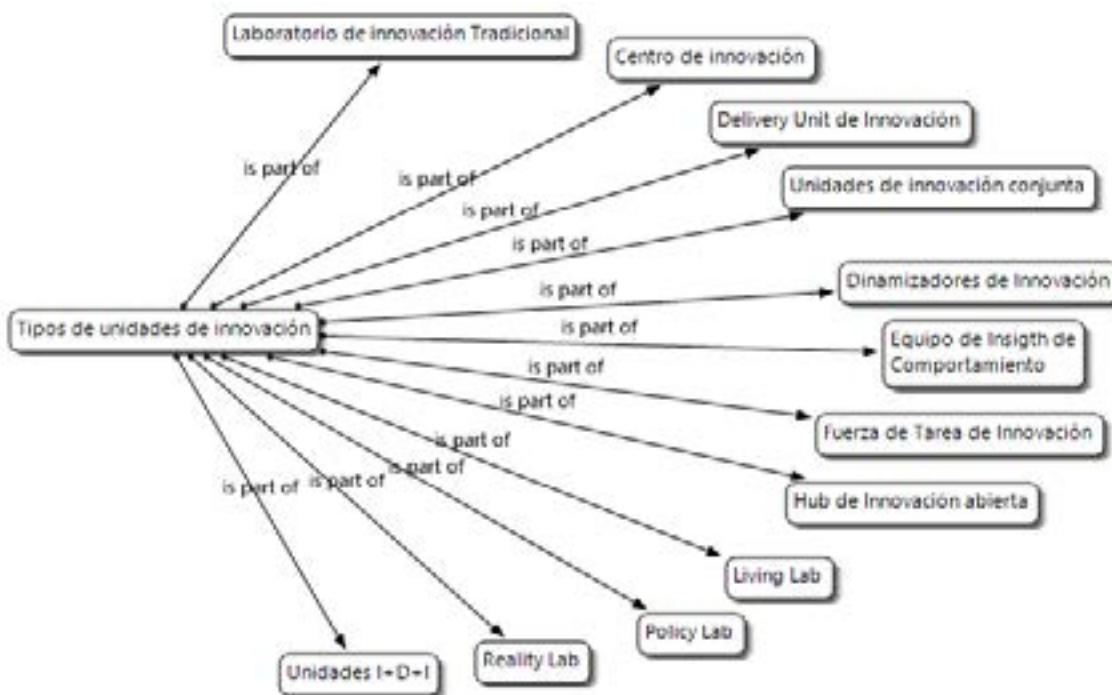 Laboratorio de innovación Tradicional
Centro de innovación
Delivery Unit de Innovación
is part of
is part of
Unidades de innovación conjunta
is part of
is part of
Dinamizadores de Innovación
is part of
Tipos de unidades de innovación
is part of
Equipo de Insigth de
Comportamiento
is part of
is part of
Fuerza de Tarea de Innovación
is part of
is part of
is part of
is part of
Hub de Innovación abierta
Living Lab
Policy Lab
Reality Lab
Unidades I+D+I